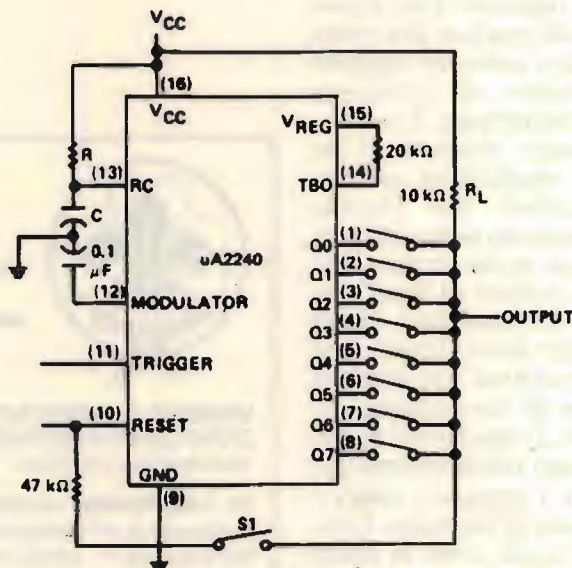 VCC
(16)
VCC
(15)
VREG
R
20 kΩ
(13)
(14)
RC
TBO
10 kΩ RL
C
(1)
Q0
0.1
μF
uA2240
(2)
Q1
(12)
(3)
MODULATOR
Q2
OUTPUT
(4)
Q3
(11)
(5)
TRIGGER
Q4
(6)
Q5
(10)
(7)
RESET
Q6
(8)
Q7
GND
47 kΩ
(9)
S1